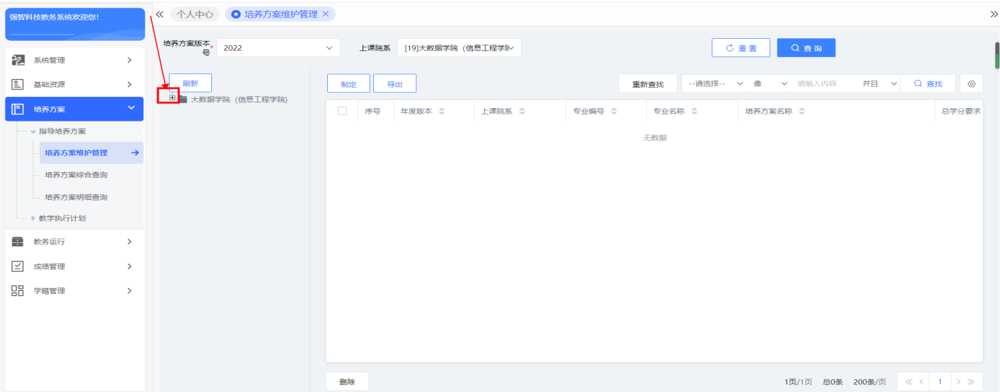 强智科技教务系统欢迎您!
个人中心
培养方案维护管理
系统管理
基础资源
培养方案
指导培养方案
培养方案维护管理
培养方案综合查询
培养方案明细查询
教学执行计划
教务运行
成绩管理
学籍管理
培养方案版本号*
2022
上课院系
[19]大数据学院（信息工程学
重置
查询
刷新
大数据学院（信息工程学院）
制定
导出
重新查找
--请选择--
像
请输入内容
并且
查找
序号 年度版本 上课院系 专业编号 专业名称 培养方案名称 总学分要求
无数据
删除
1页/1页 总0条 200条/页
1